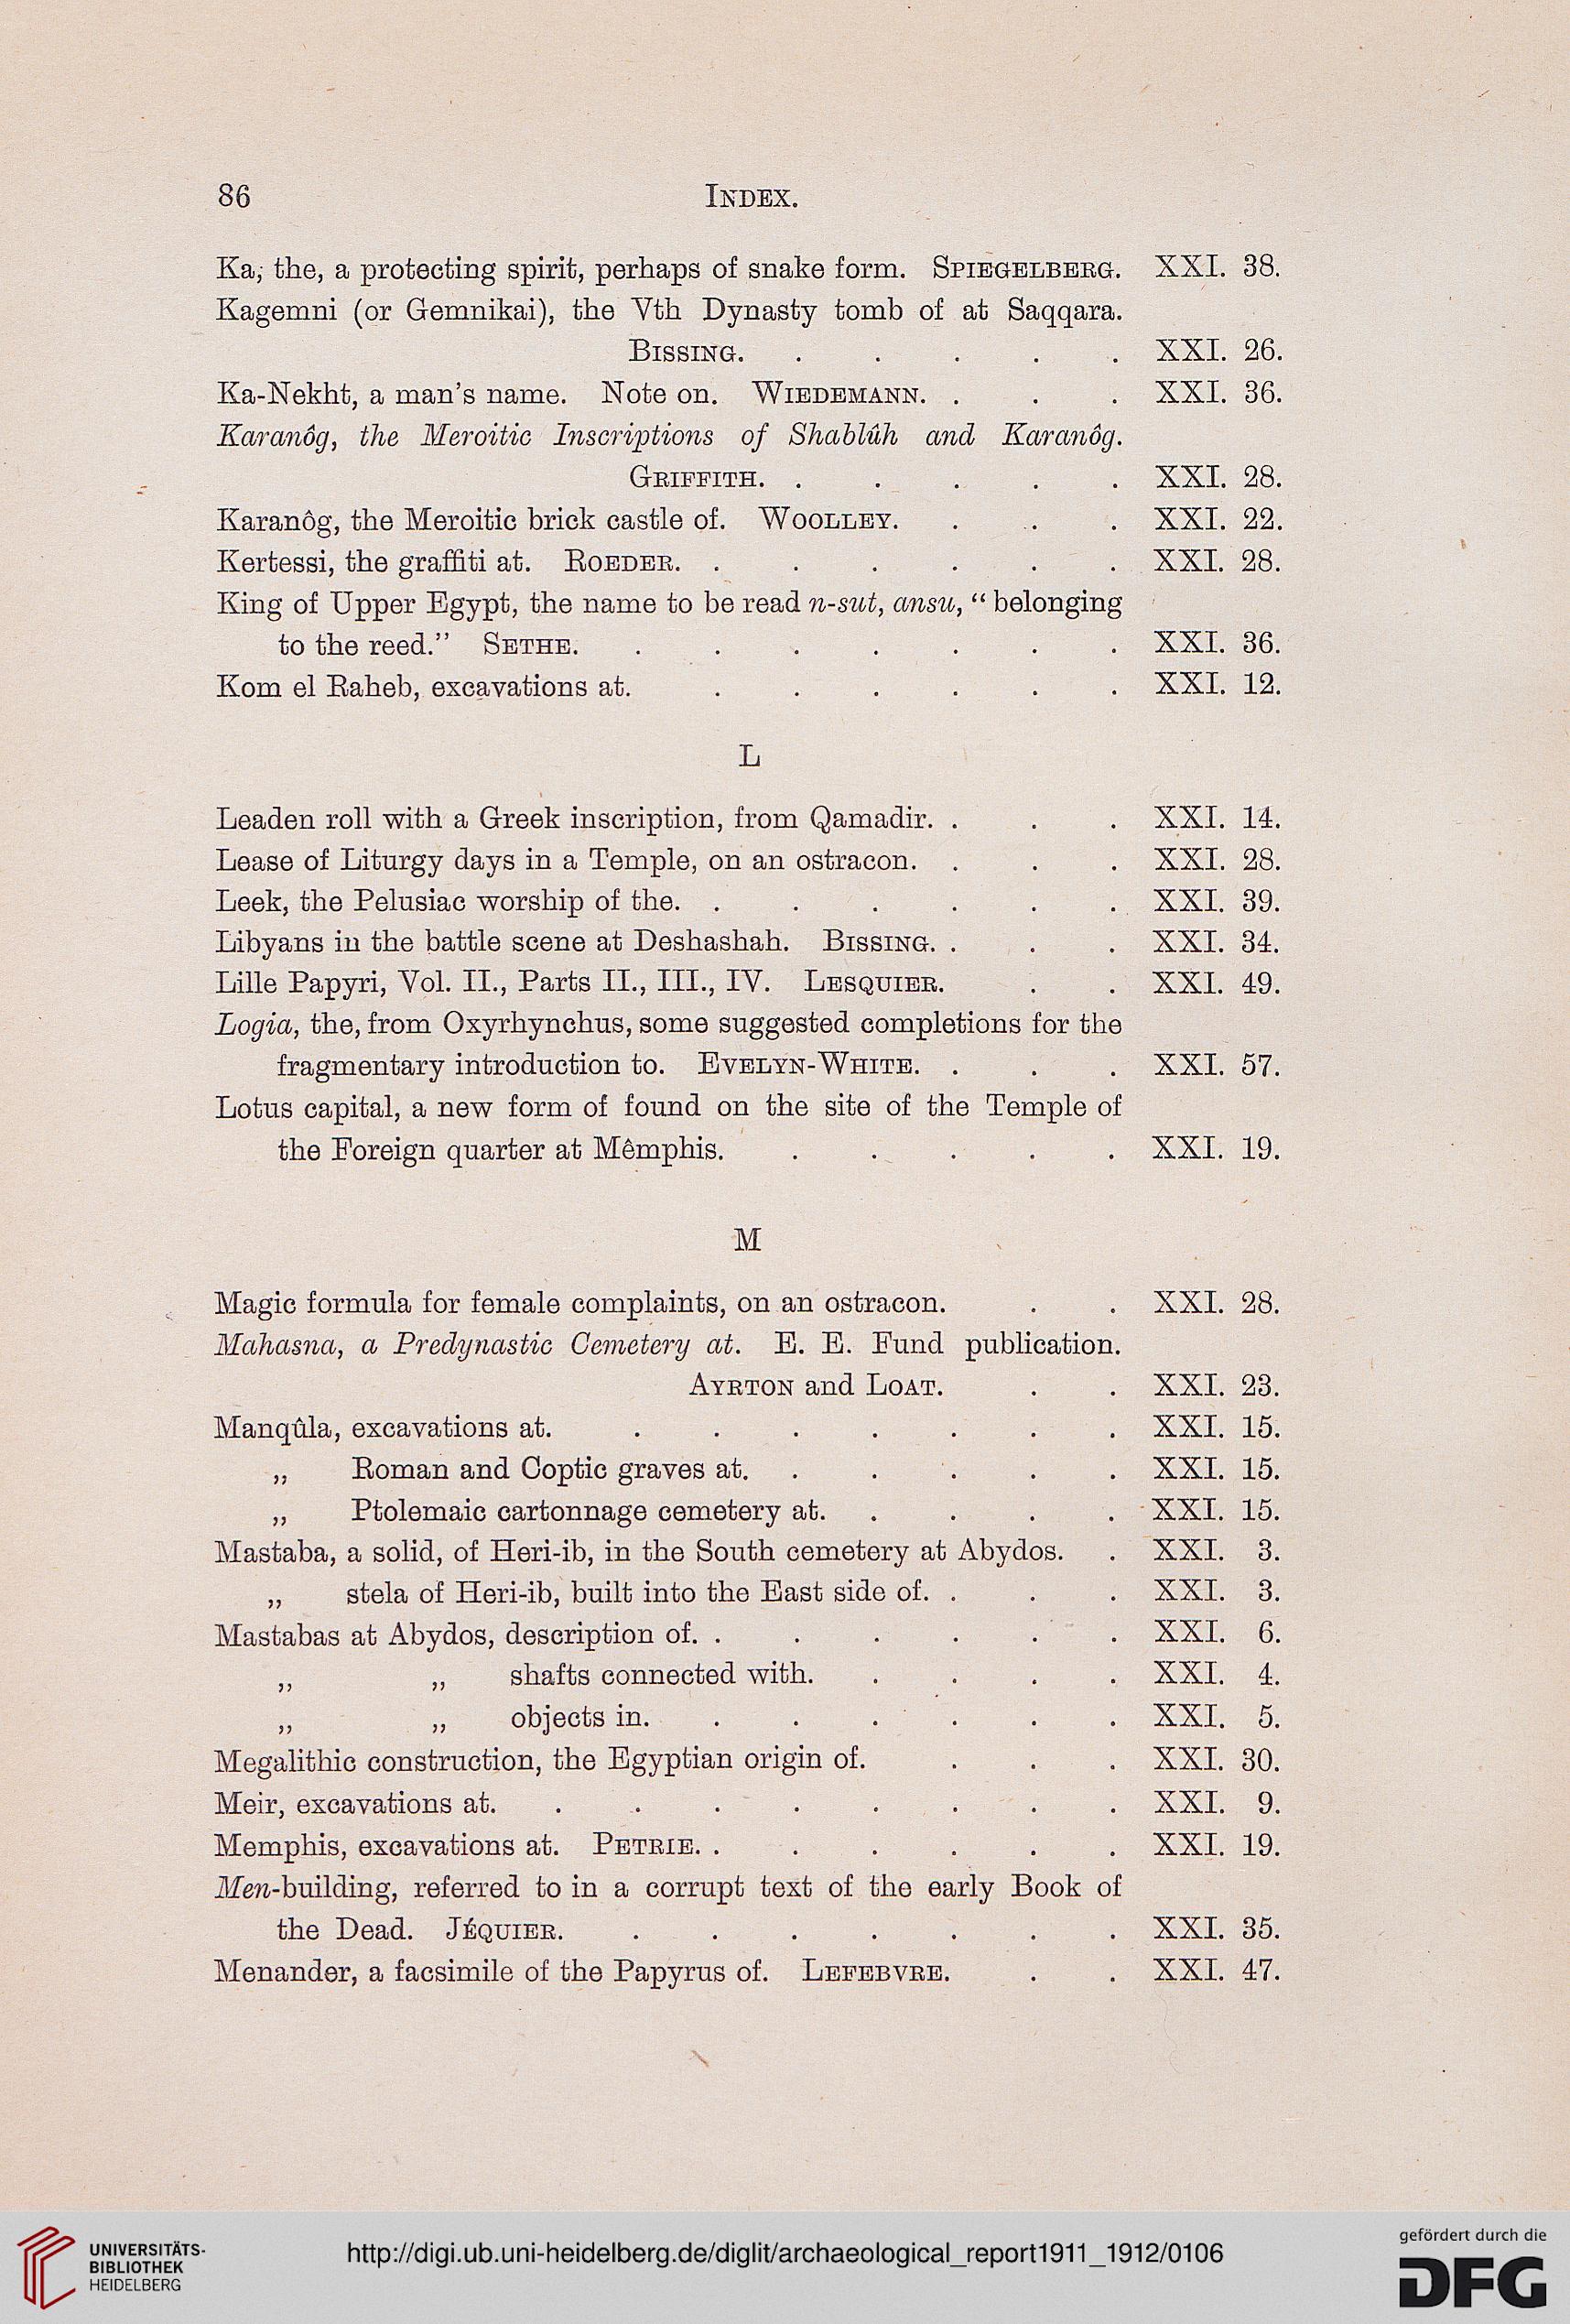 86 INDEX.
Ka, the, a protecting spirit, perhaps of snake form. SPIEGELBERG. XXI. 38.
Kagemni (or Gemnikai), the Vth Dynasty tomb of at Saqqara.
BISSING. . . . . . XXI. 26.
Ka-Nekht, a man's name. Note on. WIEDEMANN. . . . XXI. 36.
Karanôg, the Meroitic Inscriptions of Shablûh and Karanôg.
GRIFFITH. . . . . . XXI. 28.
Karanôg, the Meroitic brick castle of. WOOLLEY. . . . XXI. 22.
Kertessi, the graffiti at. ROEDER. . . . . . . XXI. 28.
King of Upper Egypt, the name to be read n-sut, ansu, “ belonging
to the reed.” SETHE. . . . . . . . XXI. 36.
Kom el Raheb, excavations at. . . . . . . XXI. 12.
L
Leaden roll with a Greek inscription, from Qamadir. . . . XXI. 14.
Lease of Liturgy days in a Temple, on an ostracon. . . . XXI. 28.
Leek, the Pelusiac worship of the. . . . . . . XXI. 39.
Libyans in the battle scene at Deshashah. BISSING. . . . XXI. 34.
Lille Papyri, Vol. II., Parts II., III., IV. LESQUIER. . . XXI. 49.
Logia, the, from Oxyrhynchus, some suggested completions for the
fragmentary introduction to. EVELYN-WHITE. . . . XXI. 57.
Lotus capital, a new form of found on the site of the Temple of
the Foreign quarter at Mêmphis. . . . . . XXI. 19.
M
Magic formula for female complaints, on an ostracon. . . XXI. 28.
Mahasna, a Predynastic Cemetery at. E. E. Fund publication.
AYRTON and LOAT. . . XXI. 23.
Manqûla, excavations at. . . . . . . . XXI. 15.
„ Roman and Coptic graves at. . . . . . XXI. 15.
„ Ptolemaic cartonnage cemetery at. . . . . XXI. 15.
Mastaba, a solid, of Heri-ib, in the South cemetery at Abydos. . XXI. 3.
„ stela of Heri-ib, built into the East side of. . . . XXI. 3.
Mastabas at Abydos, description of. . . . . . . XXI. 6.
„ „ shafts connected with. . . . . XXI. 4.
„ „ objects in. . . . . . . XXI. 5.
Megalithic construction, the Egyptian origin of. . . . XXI. 30.
Meir, excavations at. . . . . . . . . XXI. 9.
Memphis, excavations at. PETRIE. . . . . . . XXI. 19.
Men-building, referred to in a corrupt text of the early Book of
the Dead. JÉQUIER. . . . . . . . XXI. 35.
Menander, a facsimile of the Papyrus of. LEFEBVRE. . . XXI. 47.
UNIVERSITÄTS-
BIBLIOTHEK
HEIDELBERG
http://digi.ub.uni-heidelberg.de/diglit/archaeological_report1911_1912/0106
gefördert durch die
DFG